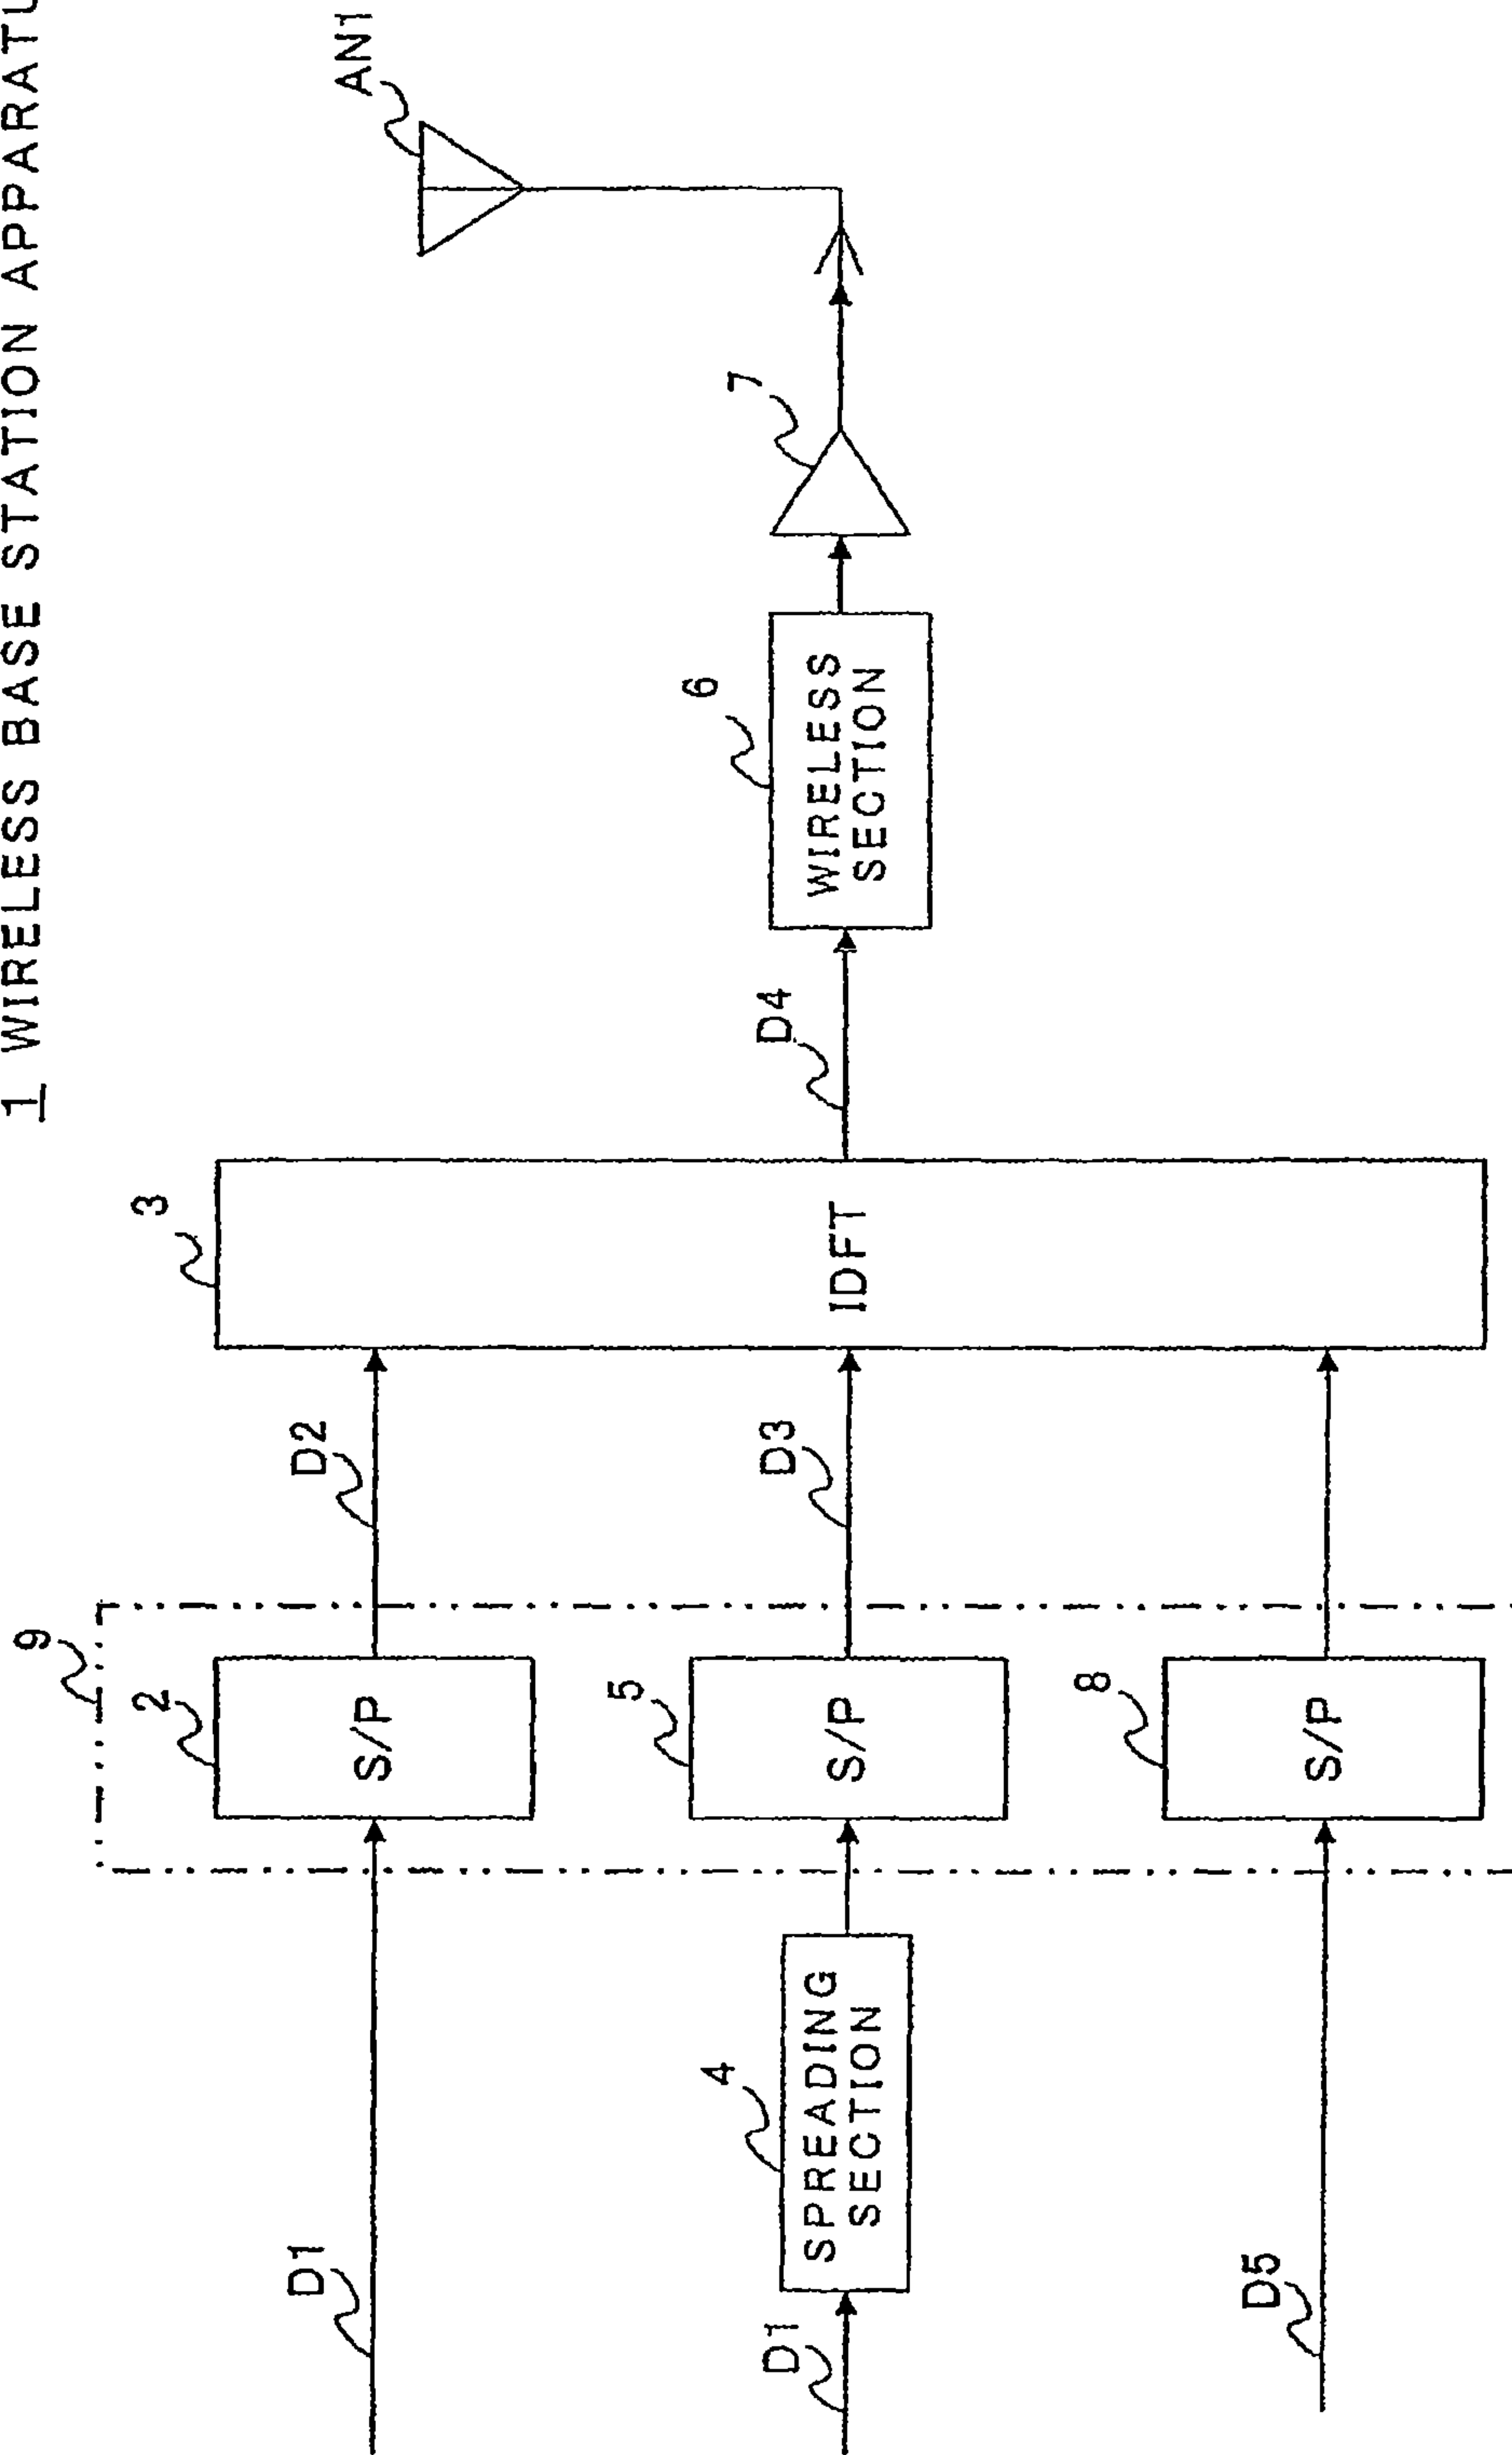 1 WIRELESS BASE STATION APPARATU
AN1
9
2
S/P
D1
D2
3
IDFT
D4
6
WIRELESS
SECTION
7
D1
4
SPREADING
SECTION
5
S/P
D3
D5
8
S/P